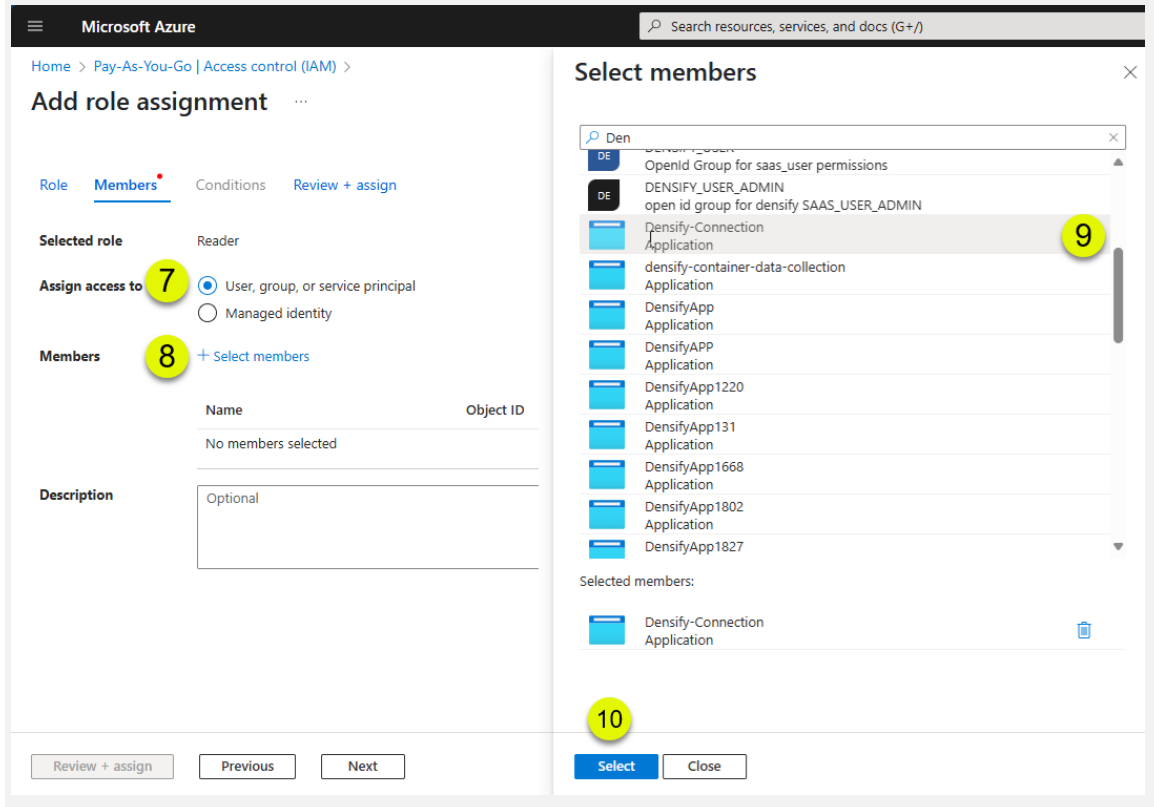 Microsoft Azure
Search resources, services, and docs (G+/)
Home > Pay-As-You-Go | Access control (IAM) >
Add role assignment ...
Role Members Conditions Review + assign
Selected role Reader
Assign access to 7 User, group, or service principal
Managed identity
Members 8 + Select members
Name Object ID
No members selected
Description Optional
Review + assign Previous Next
Select members
Den
DE DENSIFY_USER
OpenId Group for saas_user permissions
DE DENSIFY_USER_ADMIN
open id group for densify SAAS_USER_ADMIN
Densify-Connection 9
Application
densify-container-data-collection
Application
DensifyApp
Application
DensifyAPP
Application
DensifyApp1220
Application
DensifyApp131
Application
DensifyApp1668
Application
DensifyApp1802
Application
DensifyApp1827
Selected members:
Densify-Connection
Application
10
Select Close